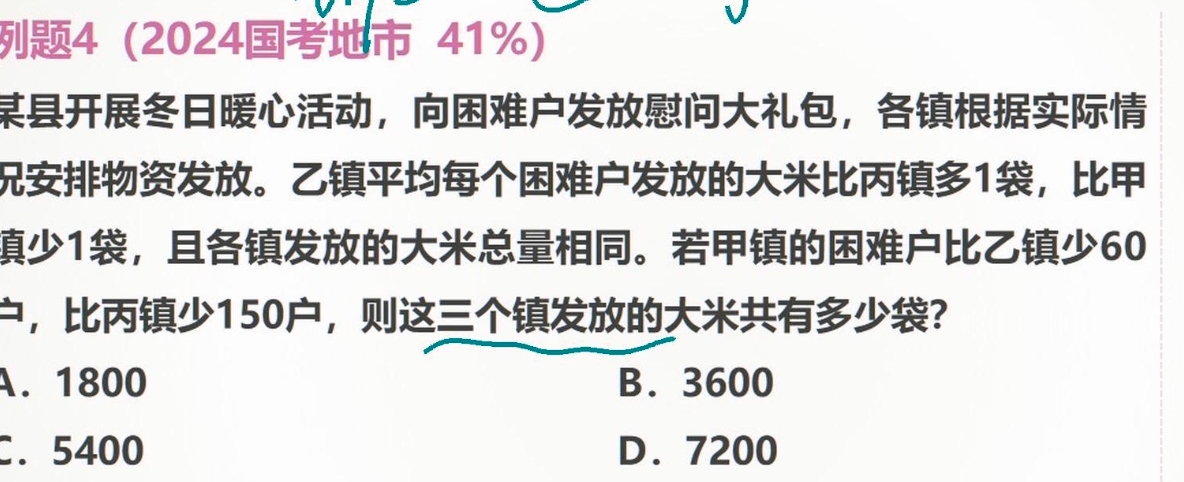 列题4（2024国考地市 41%）
某县开展冬日暖心活动，向困难户发放慰问大礼包，各镇根据实际情
况安排物资发放。乙镇平均每个困难户发放的大米比丙镇多1袋，比甲
镇少1袋，且各镇发放的大米总量相同。若甲镇的困难户比乙镇少60
户，比丙镇少150户，则这三个镇发放的大米共有多少袋？
A．1800
B．3600
C．5400
D．7200